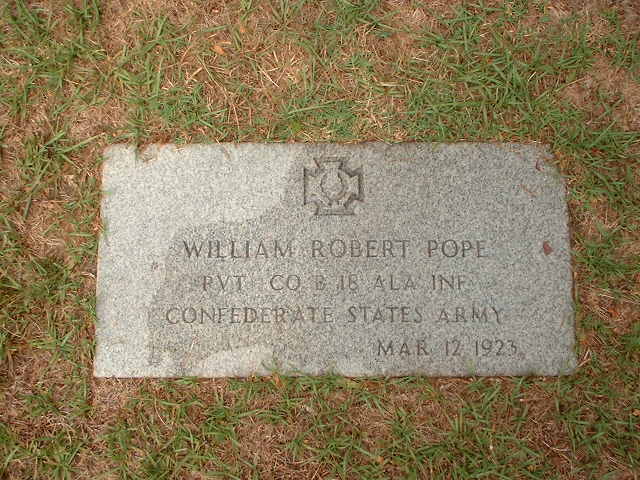 WILLIAM ROBERT POPE
PVT CO B 18 ALA INF
CONFEDERATE STATES ARMY
MAR 12 1923